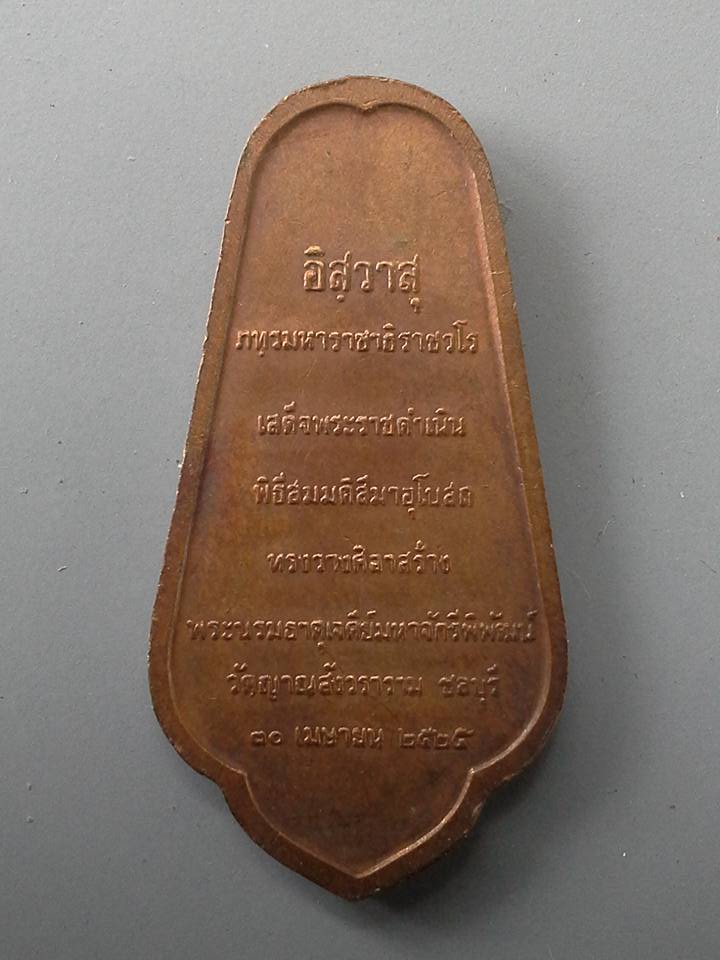 อิสฺวาสุ
ภทฺรมหาราชาธิราชวโร
เสด็จพระราชดำเนิน
พิธีสมมติสีมาอุโบสถ
ทรงวางศิลาสร้าง
พระบรมธาตุเจดีย์มหาจักรีพิพัฒน์
วัดญาณสังวราราม ชลบุรี
๓๐ เมษายน ๒๕๒๕